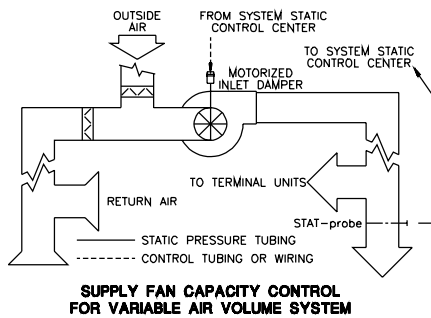 OUTSIDE
AIR
FROM SYSTEM STATIC
CONTROL CENTER
TO SYSTEM STATIC
CONTROL CENTER
MOTORIZED
INLET DAMPER
TO TERMINAL UNITS
RETURN AIR
STAT-probe
STATIC PRESSURE TUBING
CONTROL TUBING OR WIRING
SUPPLY FAN CAPACITY CONTROL
FOR VARIABLE AIR VOLUME SYSTEM